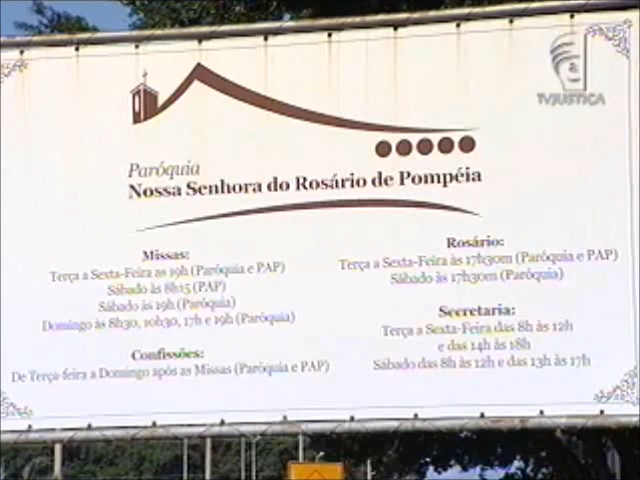 TV JUSTICA
Paróquia
Nossa Senhora do Rosário de Pompéia
Missas:
Terça a Sexta-Feira as 19h (Paróquia e PAP)
Sábado às 8h15 (PAP)
Sábado às 19h (Paróquia)
Domingo às 8h30, 10h30, 17h e 19h (Paróquia)
Confissões:
De Terça-feira a Domingo após as Missas (Paróquia e PAP)
Rosário:
Terça a Sexta-Feira às 17h30m (Paróquia e PAP)
Sábado às 17h30m (Paróquia)
Secretaria:
Terça a Sexta-Feira das 8h às 12h
e das 14h às 18h
Sábado das 8h às 12h e das 13h às 17h